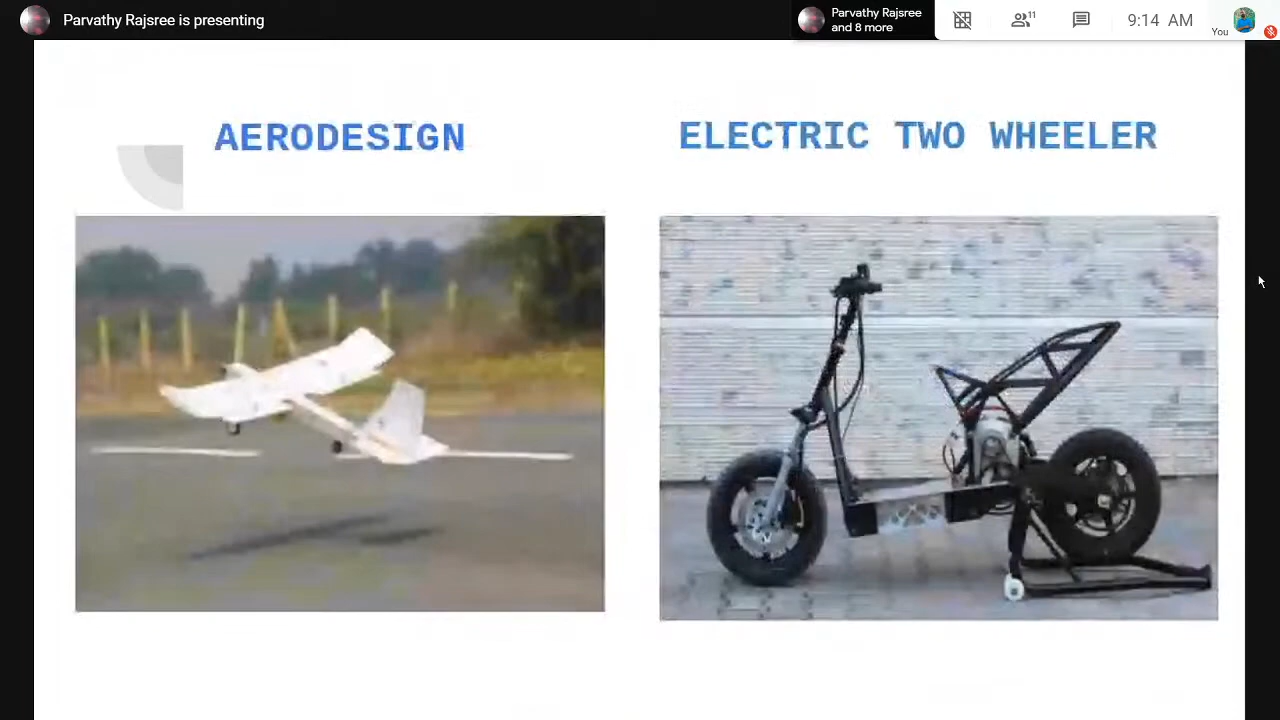 Parvathy Rajsree is presenting
Parvathy Rajsree
and 8 more
11
9:14 AM
You
AERODESIGN
ELECTRIC TWO WHEELER